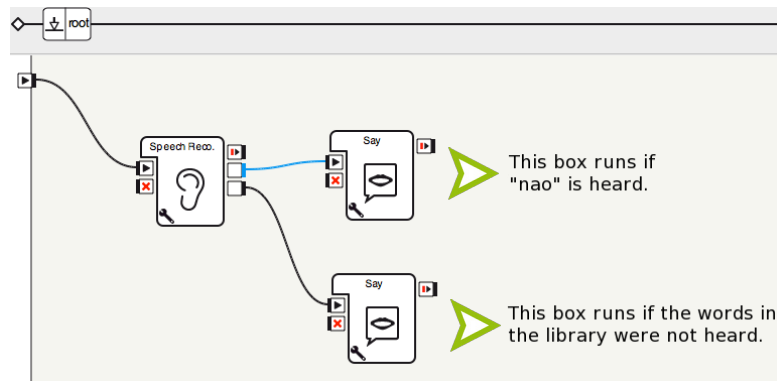 root
Speech Reco.
Say
This box runs if
"nao" is heard.
Say
This box runs if the words in
the library were not heard.